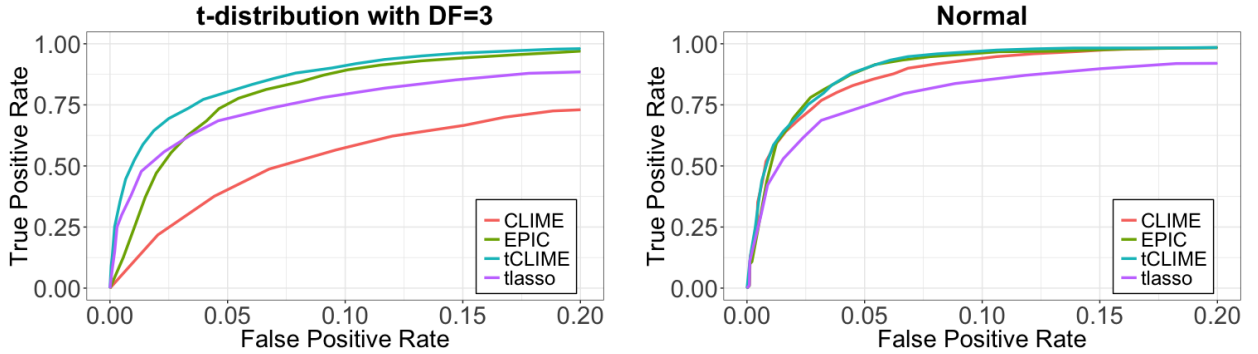 t-distribution with DF=3
True Positive Rate
1.00
0.75
0.50
0.25
0.00
CLIME
EPIC
tCLIME
tlasso
0.00 0.05 0.10 0.15 0.20
False Positive Rate
Normal
True Positive Rate
1.00
0.75
0.50
0.25
0.00
CLIME
EPIC
tCLIME
tlasso
0.00 0.05 0.10 0.15 0.20
False Positive Rate